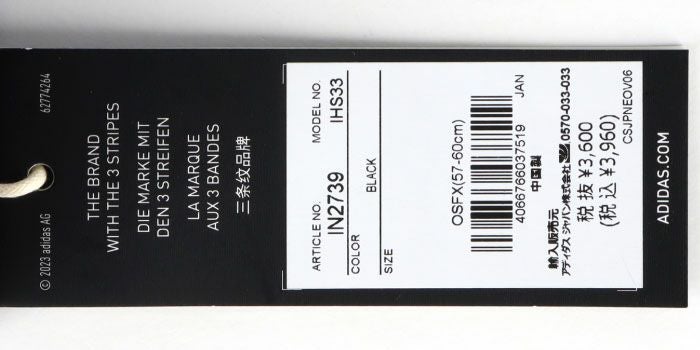 62774264
THE BRAND
WITH THE 3 STRIPES
DIE MARKE MIT
DEN 3 STREIFEN
LA MARQUE
AUX 3 BANDES
三条纹品牌
© 2023 adidas AG
ARTICLE NO.
MODEL NO.
IN2739
IHS33
COLOR
BLACK
SIZE
OSFX(57-60cm)
JAN
4066766037519
中国製
輸入販売元
アディダス ジャパン株式会社 0570-033-033
税 抜 ¥3,600
(税 込 ¥3,960)
CSJPNEOV06
ADIDAS.COM